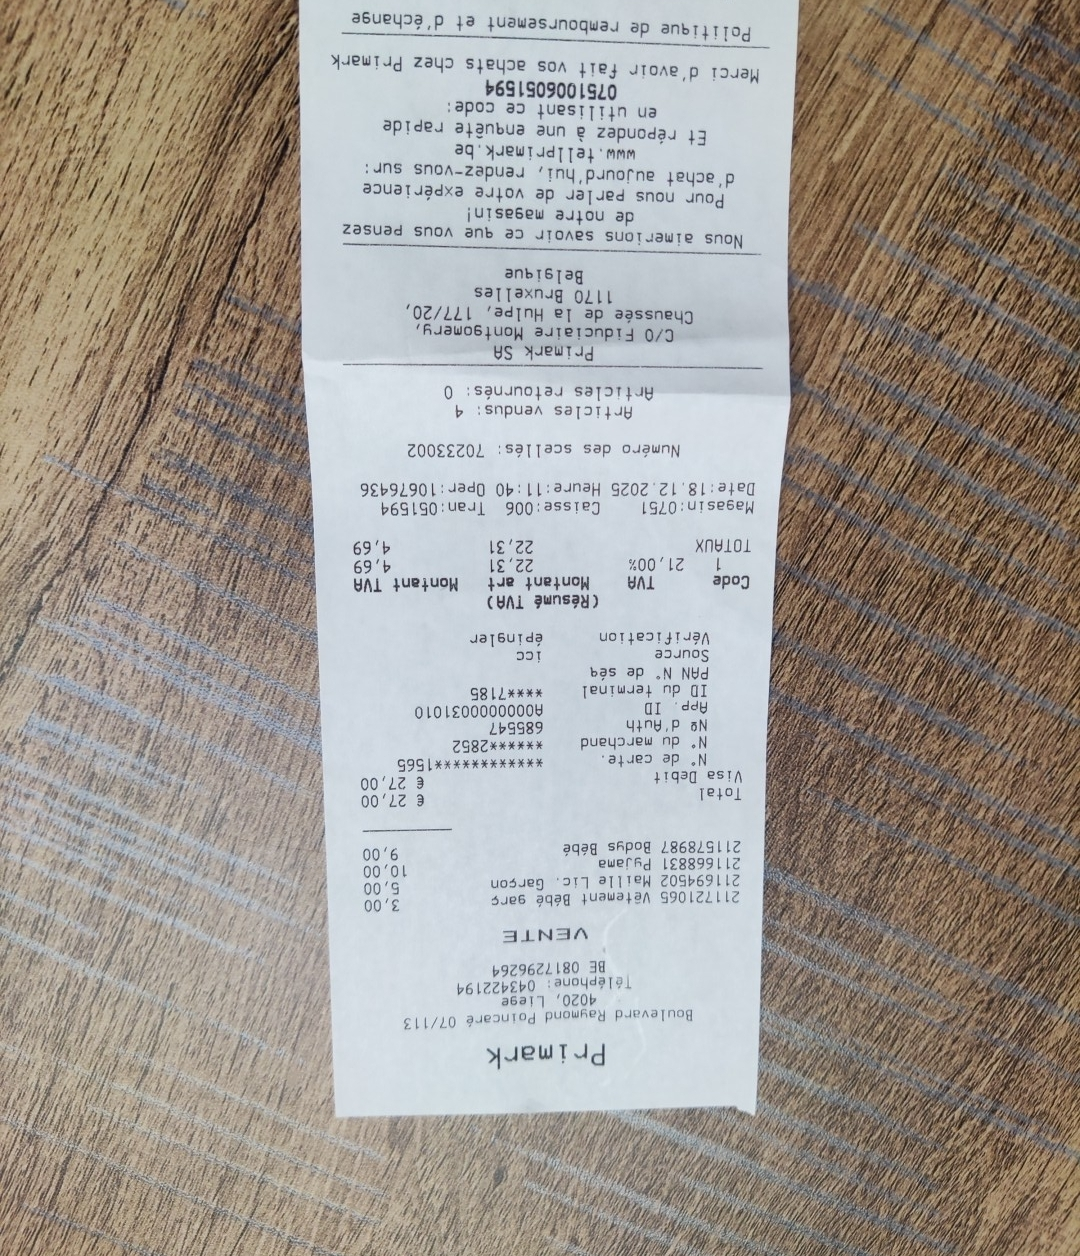 Primark
Boulevard Raymond Poincaré 07/113
4020, Liege
Téléphone: 043422194
BE 0817296264
VENTE
211721065 Vêtement Bébé garç 3,00
211694502 Maille Lic. Garçon 5,00
211668831 Pyjama 10,00
211578987 Bodys Bébé 9,00
Total € 27,00
Visa Debit € 27,00
N° de carte. **************1565
N° du marchand *******2852
Nº d'Auth 685547
App. ID A0000000031010
ID du terminal ****7185
PAN N° de séq
Source icc
Vérification épingler
(Résumé TVA)
Code TVA Montant art Montant TVA
1 21,00% 22,31 4,69
TOTAUX 22,31 4,69
Magasin:0751 Caisse:006 Tran:051594
Date:18.12.2025 Heure:11:40 Oper:10676436
Numéro des scellés: 70233002
Articles vendus: 4
Articles retournés: 0
Primark SA
C/O Fiduciaire Montgomery,
Chaussée de la Hulpe, 177/20,
1170 Bruxelles
Belgique
Nous aimerions savoir ce que vous pensez
de notre magasin!
Pour nous parler de votre expérience
d'achat aujourd'hui, rendez-vous sur:
www.tellprimark.be
Et répondez à une enquête rapide
en utilisant ce code:
0751006051594
Merci d'avoir fait vos achats chez Primark
Politique de remboursement et d'échange